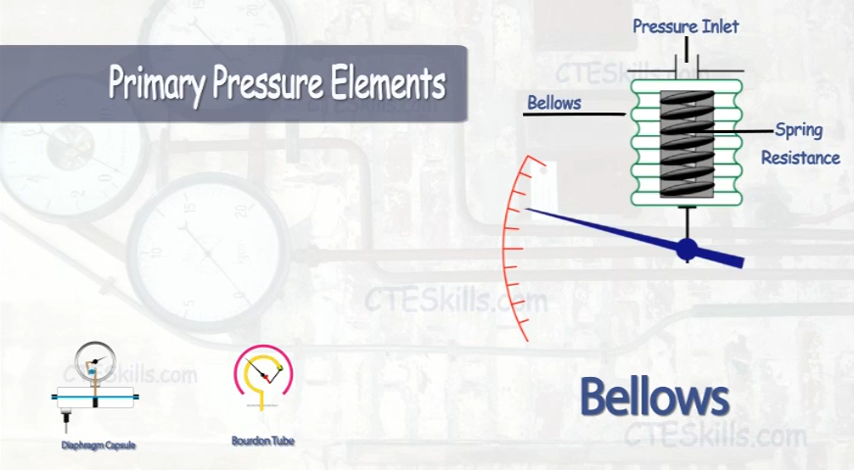 Primary Pressure Elements
Pressure Inlet
CTESkills.com
Bellows
Spring
Resistance
CTESkills.com
CTESkills.com
Diaphragm Capsule
Bourdon Tube
Bellows
CTESkills.com